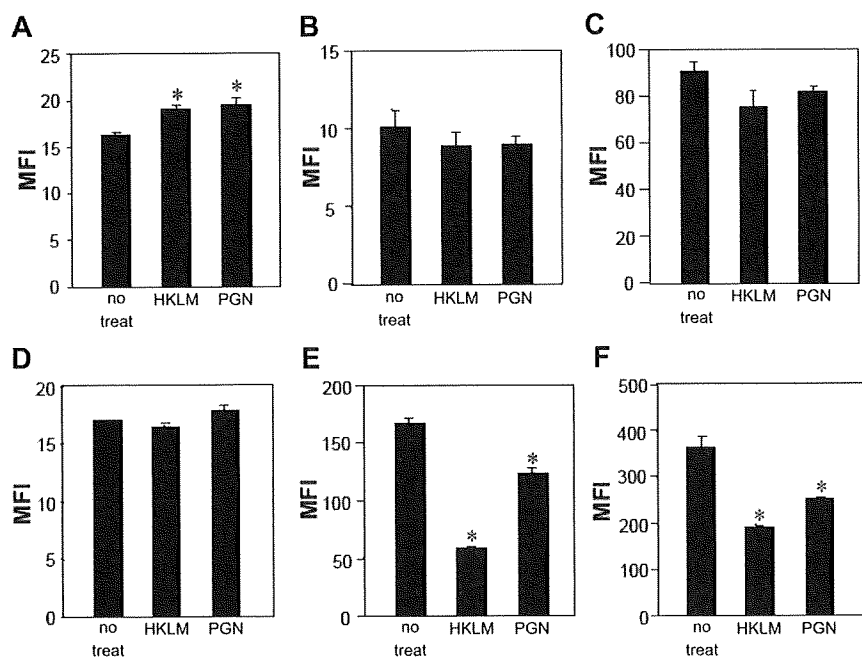 A
MFI
25
20
15
10
5
0
*
*
no treat
HKLM
PGN
B
MFI
15
10
5
0
no treat
HKLM
PGN
C
MFI
100
80
60
40
20
0
no treat
HKLM
PGN
D
MFI
20
15
10
5
0
no treat
HKLM
PGN
E
MFI
200
150
100
50
0
*
*
no treat
HKLM
PGN
F
MFI
500
400
300
200
100
0
*
*
no treat
HKLM
PGN